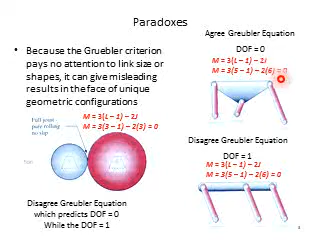 Paradoxes
• Because the Gruebler criterion
pays no attention to link size or
shapes, it can give misleading
results in the face of unique
geometric configurations
Agree Greubler Equation
DOF = 0
M = 3(L – 1) – 2J
M = 3(5 – 1) – 2(6) = 0
Full joint
pure rolling
no slip
M = 3(L – 1) – 2J
M = 3(3 – 1) – 2(3) = 0
Disagree Greubler Equation
which predicts DOF = 0
While the DOF = 1
Disagree Greubler Equation
DOF = 1
M = 3(L – 1) – 2J
M = 3(5 – 1) – 2(6) = 0